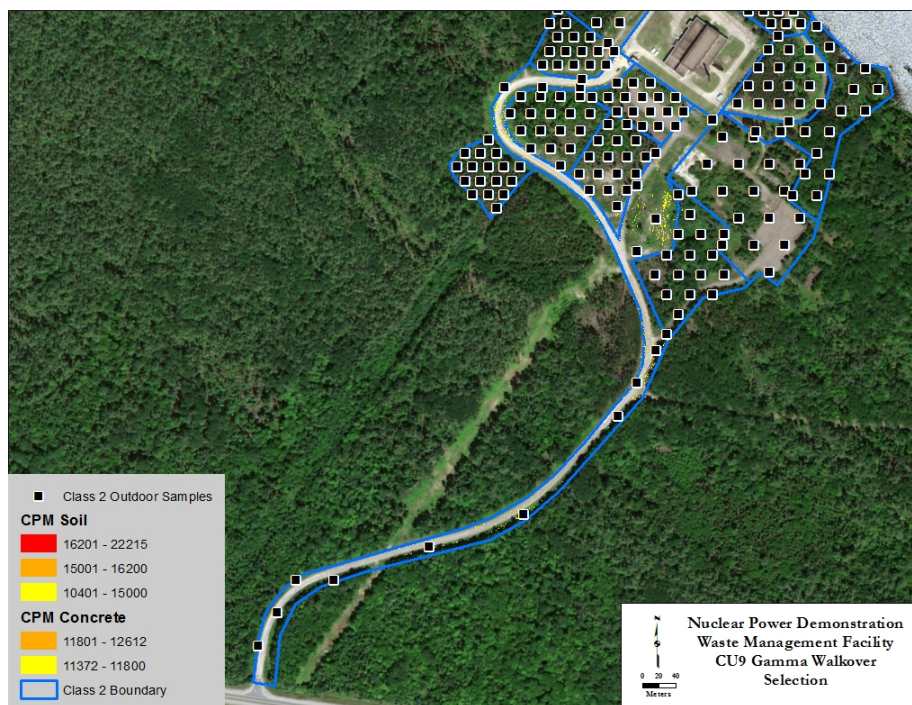 Class 2 Outdoor Samples
CPM Soil
16201 - 22215
15001 - 16200
10401 - 15000
CPM Concrete
11801 - 12612
11372 - 11800
Class 2 Boundary
N
0 20 40
Meters
Nuclear Power Demonstration
Waste Management Facility
CU9 Gamma Walkover
Selection